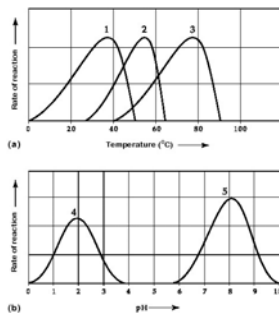 1 2 3
Rate of reaction
0 20 40 60 80 100
(a) Temperature (°C)
4 5
Rate of reaction
0 1 2 3 4 5 6 7 8 9 10
(b) pH